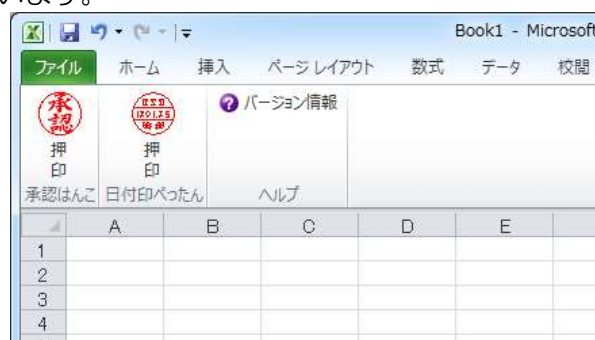 います。
Book1 - Microsoft
ファイル ホーム 挿入 ページ レイアウト 数式 データ 校閲
承認
バージョン情報
押印 押印
承認はんこ 日付印ぺったん ヘルプ
A B C D E
1
2
3
4